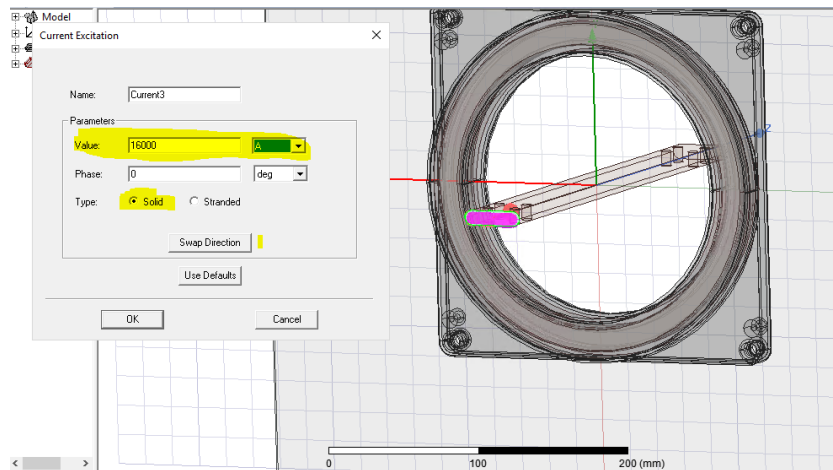 Model
Current Excitation
Name: Current3
Parameters
Value: 16000 A
Phase: 0 deg
Type: Solid Stranded
Swap Direction
Use Defaults
OK Cancel
Z
0 100 200 (mm)